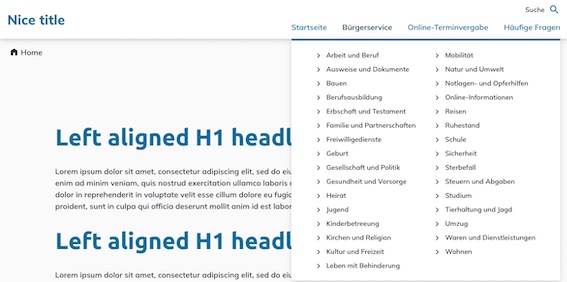 Suche
Nice title
Startseite Bürgerservice Online-Terminvergabe Häufige Fragen
Home
Arbeit und Beruf
Ausweise und Dokumente
Bauen
Berufsausbildung
Erbschaft und Testament
Familie und Partnerschaften
Freiwilligendienste
Geburt
Gesellschaft und Politik
Gesundheit und Vorsorge
Heirat
Jugend
Kinderbetreeung
Kirchen und Religion
Kultur und Freizeit
Leben mit Behinderung
Mobilität
Natur und Umwelt
Notlagen- und Opferhilfen
Online-Informationen
Reisen
Ruhestand
Schule
Sicherheit
Sterbefall
Steuern und Abgaben
Studium
Tierhaltung und Jagd
Umzug
Waren und Dienstleistungen
Wohnen
Left aligned H1 headl
Lorem ipsum dolor sit amet, consectetur adipiscing elit, sed do eiu
enim ad minim veniam, quis nostrud exercitation ullamco laboris n
dolor in reprehenderit in voluptate velit esse cillum dolore eu fugia
proident, sunt in culpa qui officia deserunt mollit anim id est labor
Left aligned H1 headl
Lorem ipsum dolor sit amet, consectetur adipiscing elit, sed do eiu